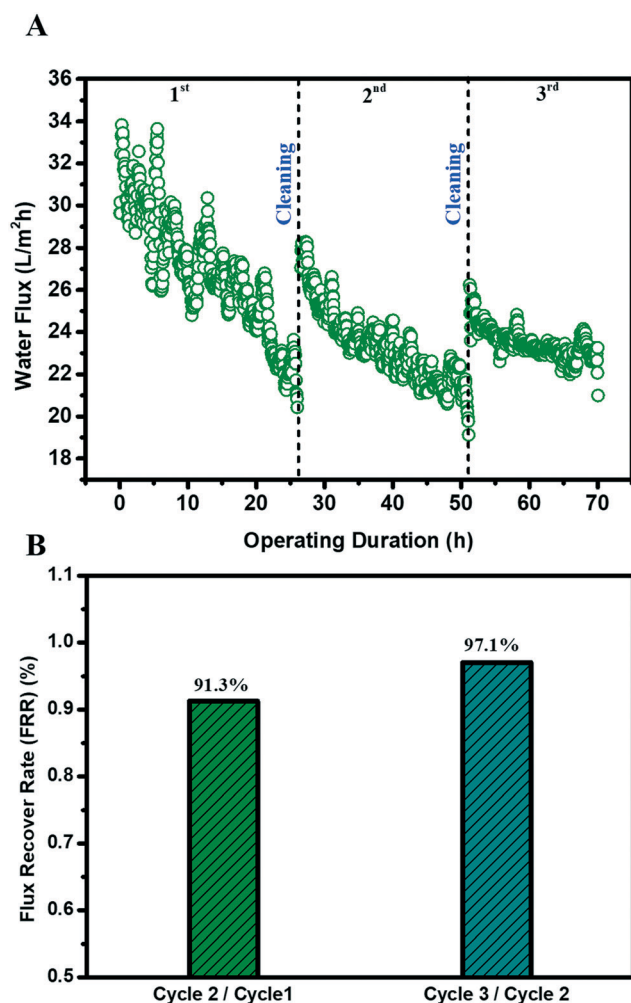 A
36
34
32
30
28
26
24
22
20
18
Water Flux (L/m²h)
1ˢᵗ
2ⁿᵈ
3ʳᵈ
Cleaning
Cleaning
0 10 20 30 40 50 60 70
Operating Duration (h)
B
1.1
1.0
0.9
0.8
0.7
0.6
0.5
Flux Recover Rate (FRR) (%)
91.3%
97.1%
Cycle 2 / Cycle1
Cycle 3 / Cycle 2